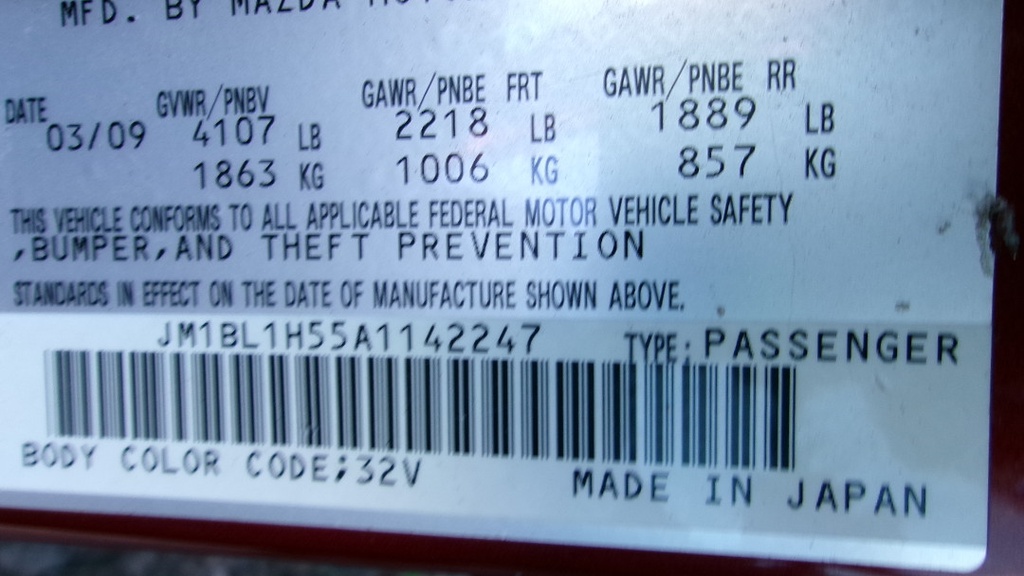 MFD. BY MAZDA
DATE GVWR/PNBV GAWR/PNBE FRT GAWR/PNBE RR
03/09 4107 LB 2218 LB 1889 LB
1863 KG 1006 KG 857 KG
THIS VEHICLE CONFORMS TO ALL APPLICABLE FEDERAL MOTOR VEHICLE SAFETY
,BUMPER,AND THEFT PREVENTION
STANDARDS IN EFFECT ON THE DATE OF MANUFACTURE SHOWN ABOVE.
JM1BL1H55A1142247 TYPE: PASSENGER
BODY COLOR CODE;32V MADE IN JAPAN